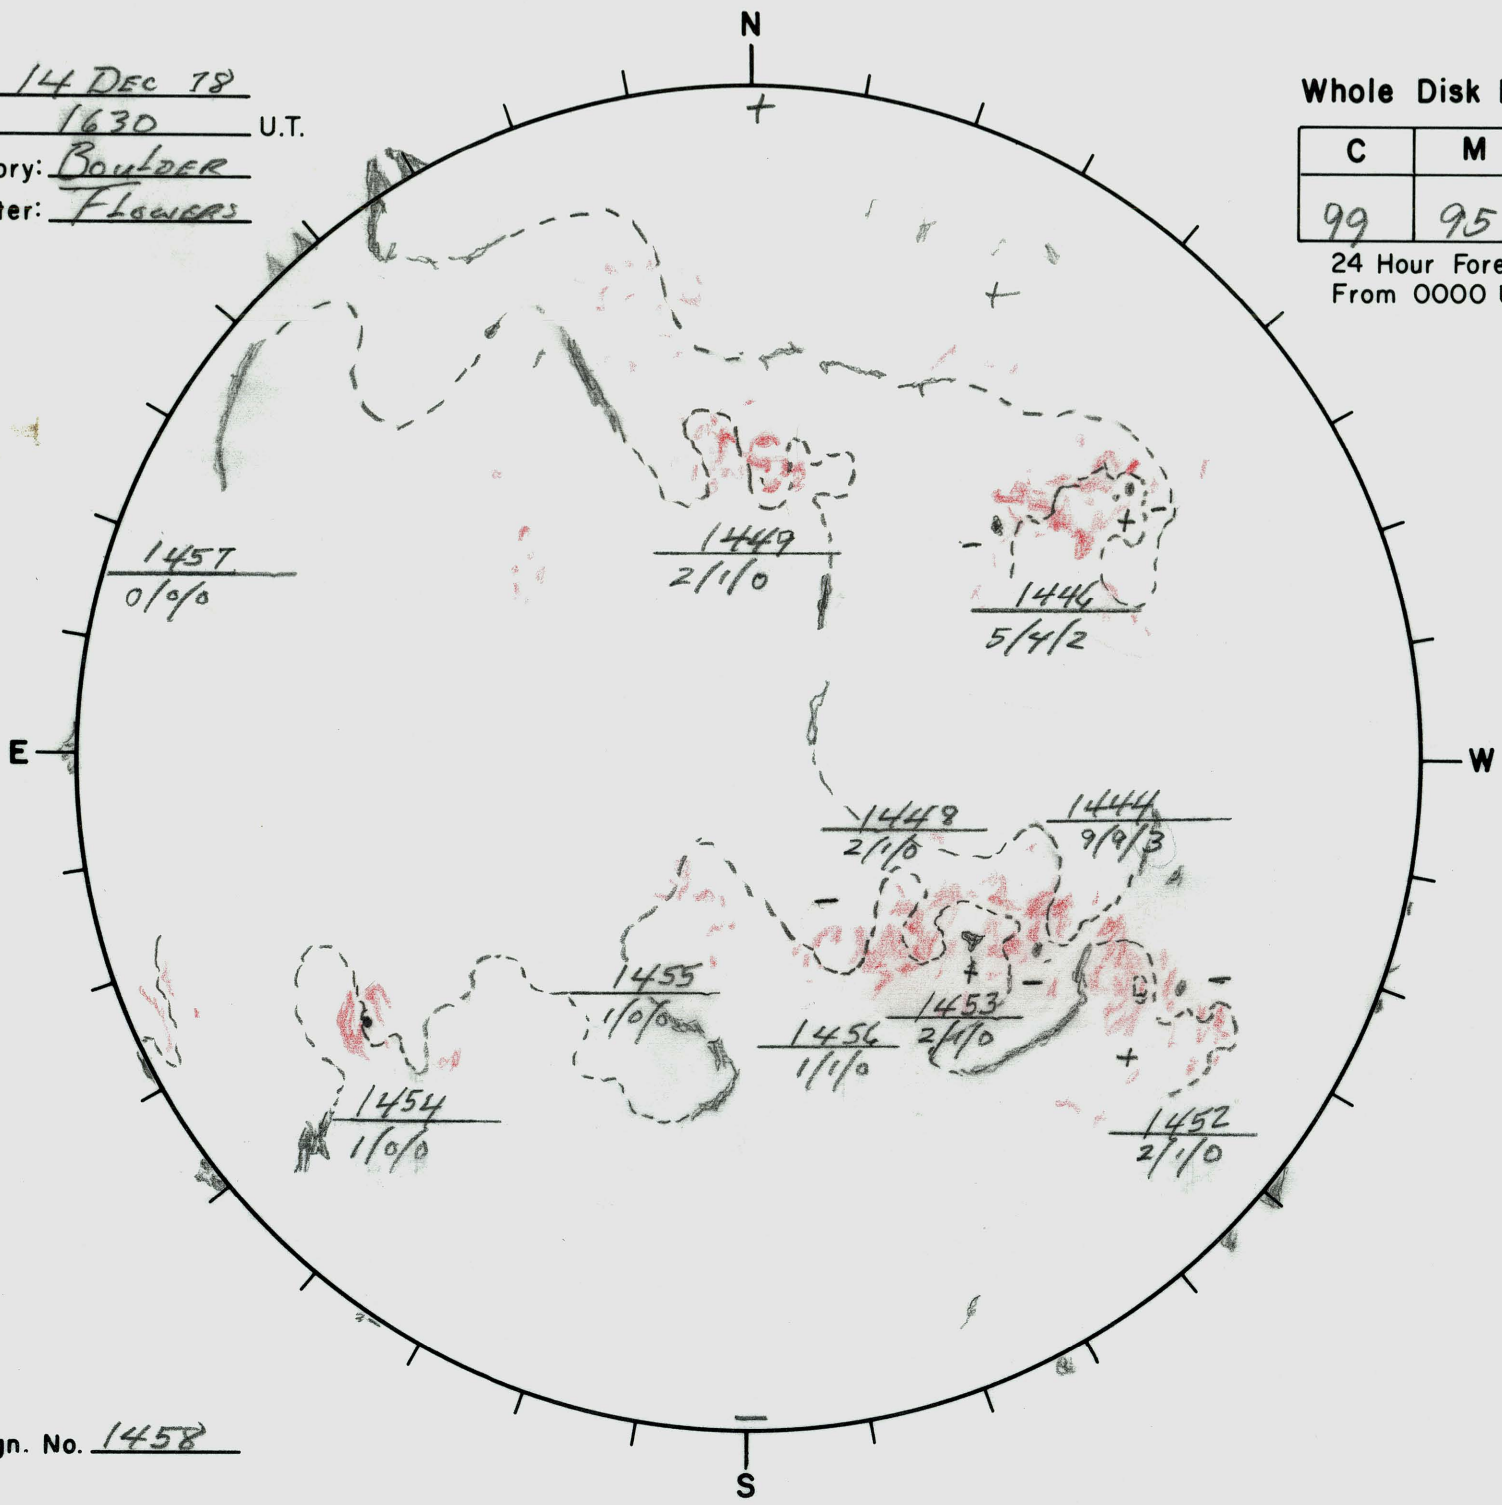 N
14 DEC 78
1630 U.T.
ory: BOULDER
ter: FLOWERS
Whole Disk
C M
99 95
24 Hour Fore
From 0000
+
+
1449
2/1/0
+ −
−
1446
5/4/2
1457
0/0/0
E
W
1448
2/1/0
1444
9/9/3
−
+
−
−
1455
1/0/0
1453
2/1/0
1456
1/1/0
+
1454
1/0/0
1452
2/1/0
−
gn. No. 1458
S